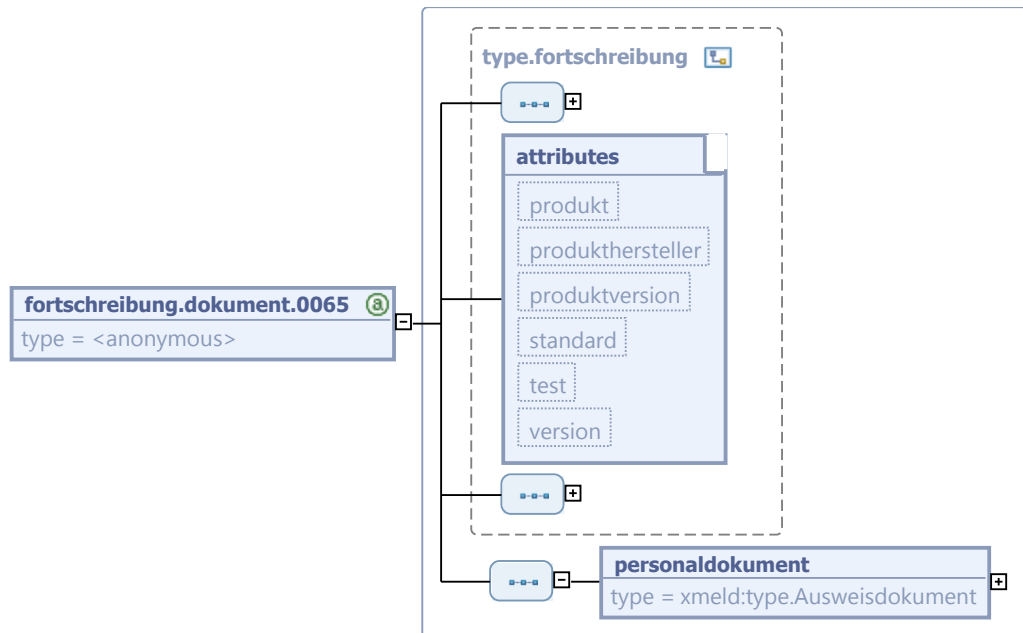 type.fortschreibung
attributes
produkt
produkthersteller
produktversion
standard
test
version
fortschreibung.dokument.0065 a
type = <anonymous>
personaldokument
type = xmeld:type.Ausweisdokument